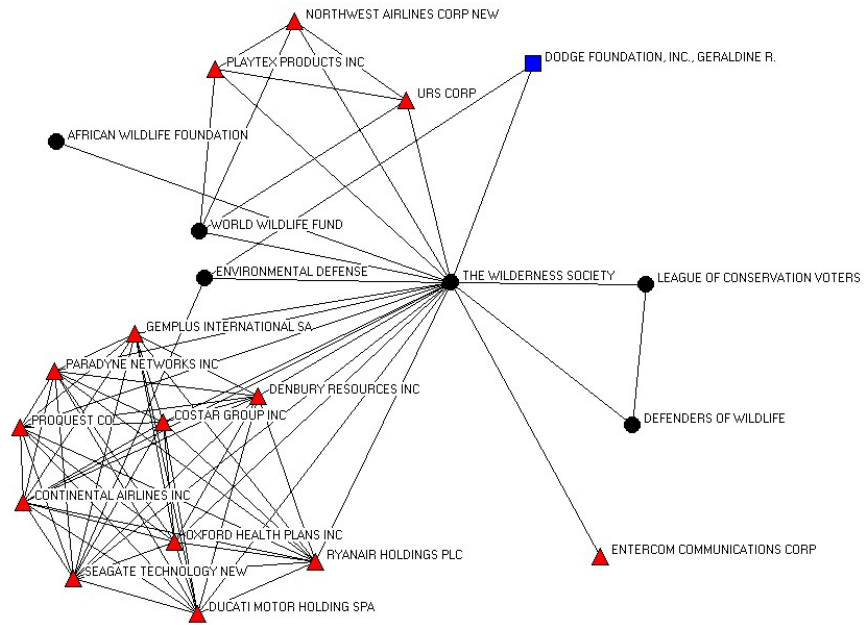 NORTHWEST AIRLINES CORP NEW
DODGE FOUNDATION, INC., GERALDINE R.
PLAYTEX PRODUCTS INC
URS CORP
AFRICAN WILDLIFE FOUNDATION
WORLD WILDLIFE FUND
ENVIRONMENTAL DEFENSE
THE WILDERNESS SOCIETY
LEAGUE OF CONSERVATION VOTERS
GEMPLUS INTERNATIONAL SA
PARADYNE NETWORKS INC
DENBURY RESOURCES INC
PROQUEST CO
COSTAR GROUP INC
DEFENDERS OF WILDLIFE
CONTINENTAL AIRLINES INC
OXFORD HEALTH PLANS INC
RYANAIR HOLDINGS PLC
ENTERCOM COMMUNICATIONS CORP
SEAGATE TECHNOLOGY NEW
DUCATI MOTOR HOLDING SPA